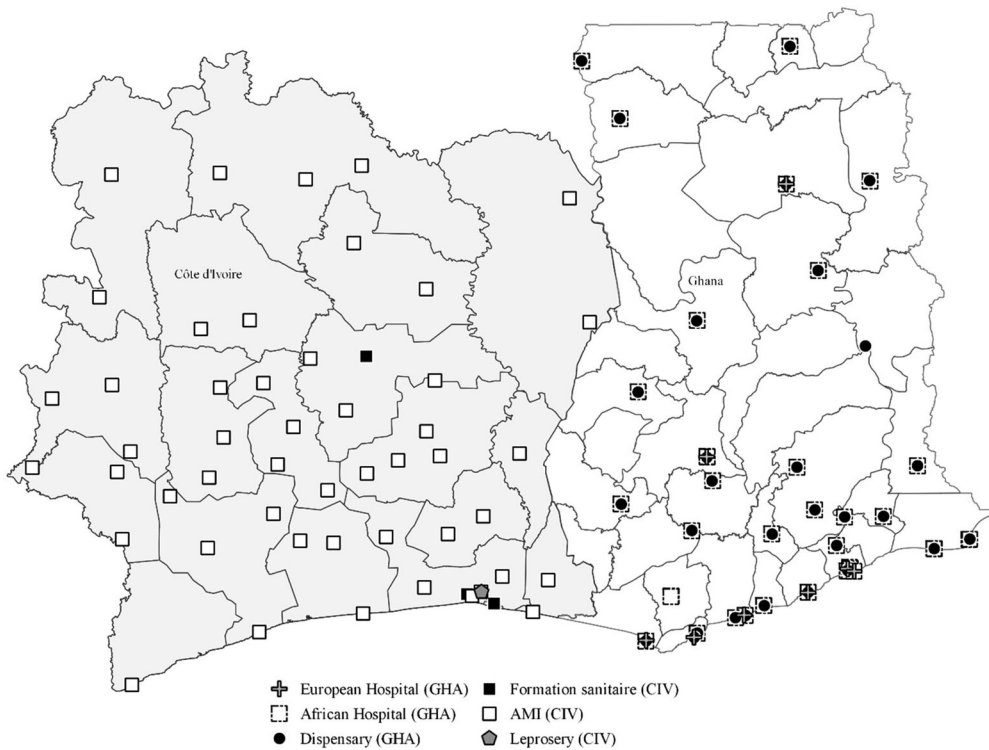 Côte d'Ivoire
Ghana
European Hospital (GHA)
Formation sanitaire (CIV)
African Hospital (GHA)
AMI (CIV)
Dispensary (GHA)
Leprosery (CIV)